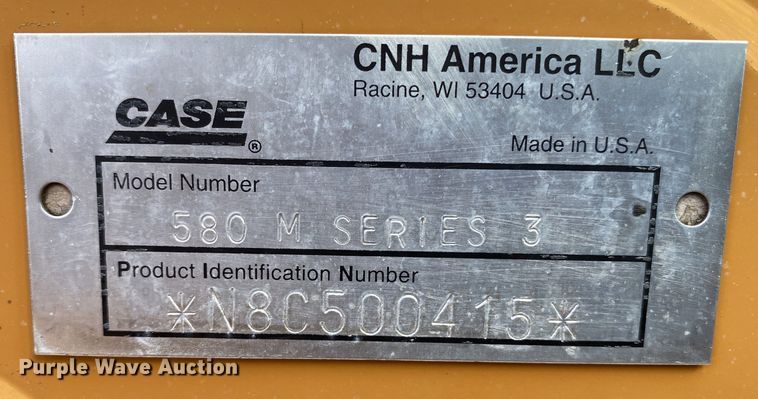 CNH America LLC
Racine, WI 53404 U.S.A.
CASE®
Made in U.S.A.
Model Number
580 M SERIES 3
Product Identification Number
*N8C500415*
Purple Wave Auction